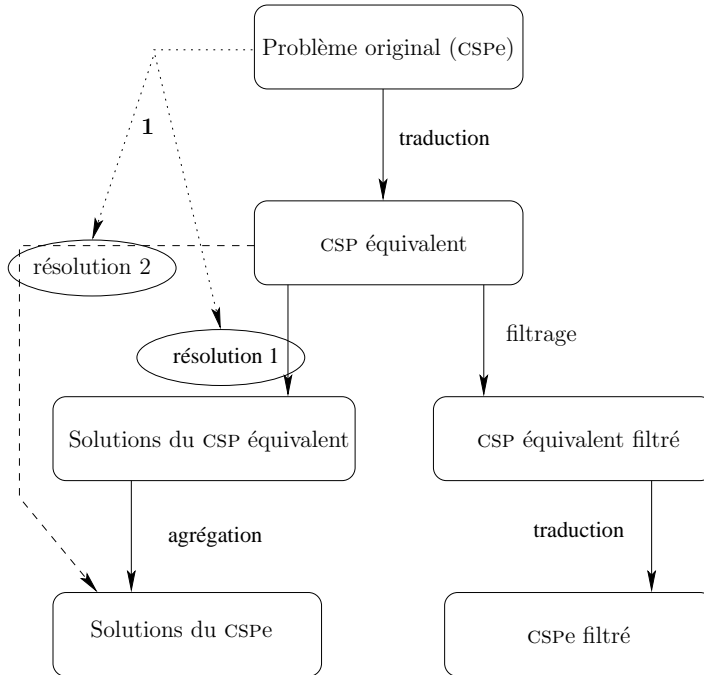 Problème original (CSPe)
1
traduction
CSP équivalent
résolution 2
filtrage
résolution 1
Solutions du CSP équivalent
CSP équivalent filtré
agrégation
traduction
Solutions du CSPe
CSPe filtré